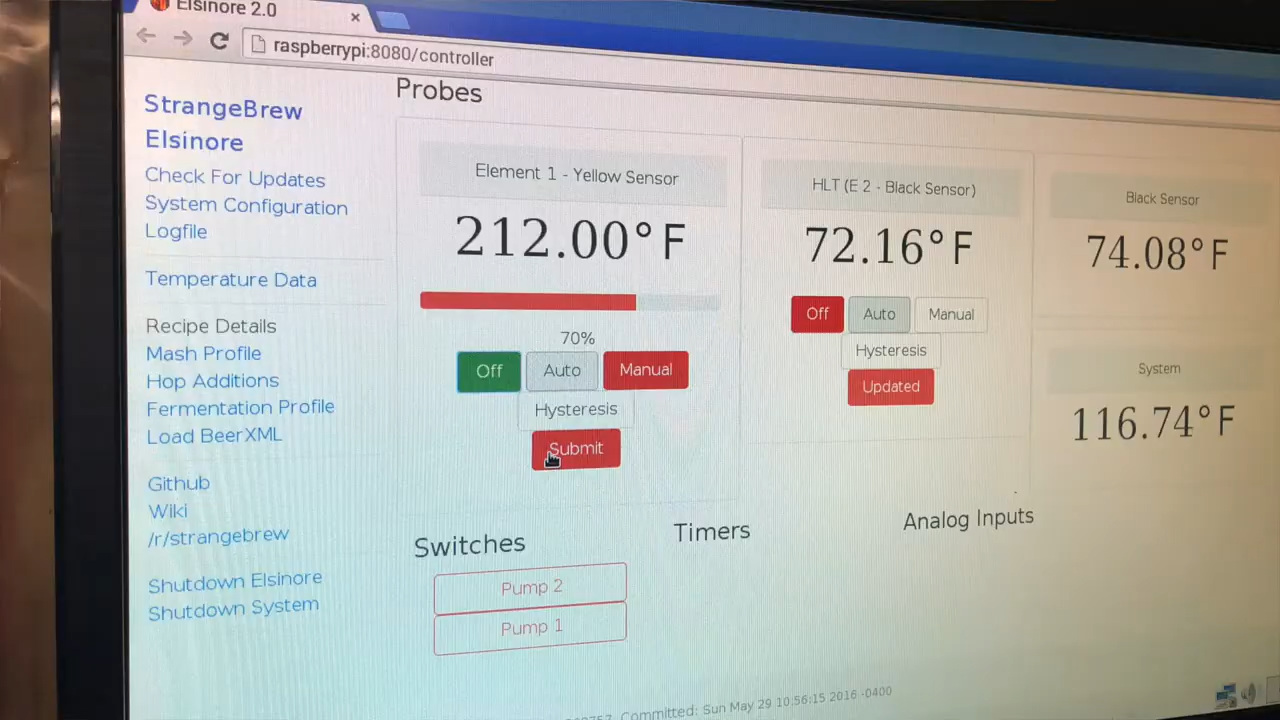 Elsinore 2.0
raspberrypi:8080/controller
StrangeBrew
Elsinore
Check For Updates
System Configuration
Logfile
Temperature Data
Recipe Details
Mash Profile
Hop Additions
Fermentation Profile
Load BeerXML
Github
Wiki
/r/strangebrew
Shutdown Elsinore
Shutdown System
Probes
Element 1 - Yellow Sensor
212.00°F
70%
Off Auto Manual
Hysteresis
Submit
HLT (E 2 - Black Sensor)
72.16°F
Off Auto Manual
Hysteresis
Updated
Black Sensor
74.08°F
System
116.74°F
Switches
Pump 2
Pump 1
Timers
Analog Inputs
Committed: Sun May 29 10:56:15 2016 -0400